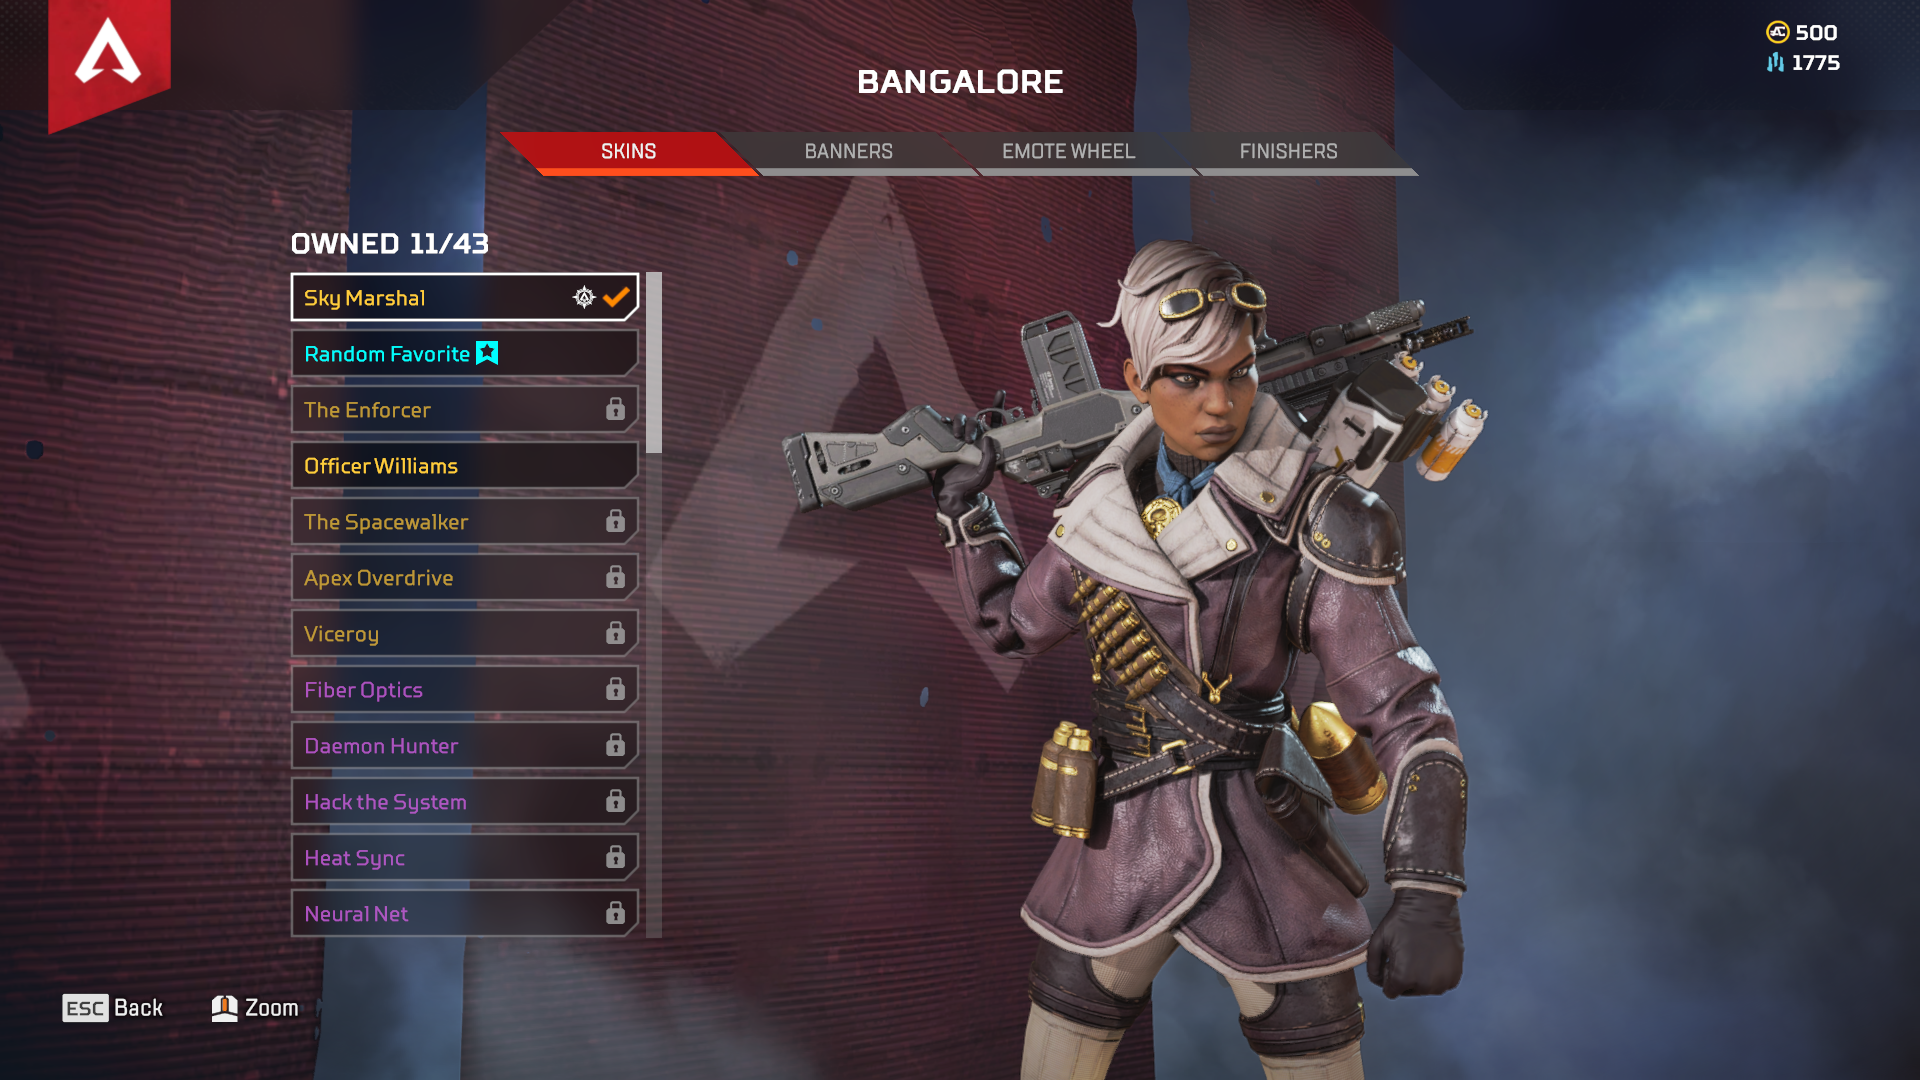 500
1775
BANGALORE
SKINS
BANNERS
EMOTE WHEEL
FINISHERS
OWNED 11/43
Sky Marshal
Random Favorite
The Enforcer
Officer Williams
The Spacewalker
Apex Overdrive
Viceroy
Fiber Optics
Daemon Hunter
Hack the System
Heat Sync
Neural Net
ESC Back
Zoom